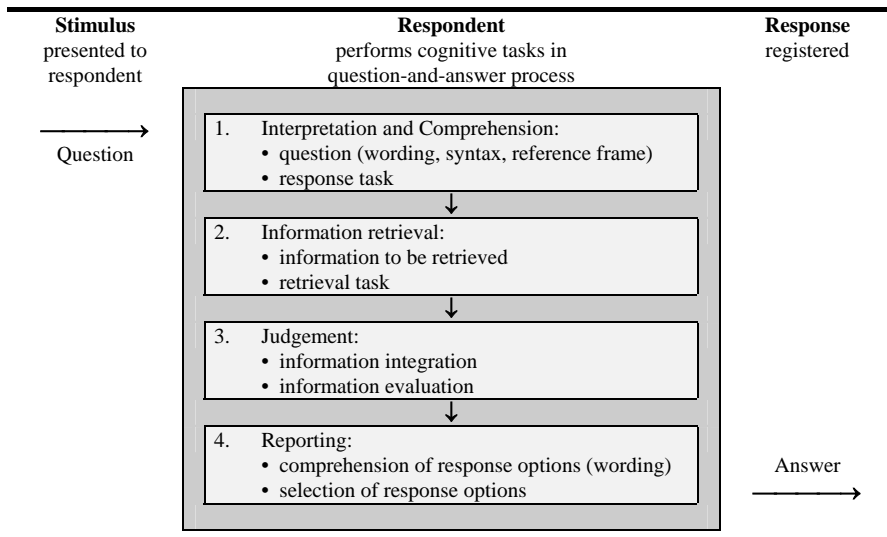 Stimulus
presented to
respondent
Respondent
performs cognitive tasks in
question-and-answer process
Response
registered
Question
1. Interpretation and Comprehension:
• question (wording, syntax, reference frame)
• response task
2. Information retrieval:
• information to be retrieved
• retrieval task
3. Judgement:
• information integration
• information evaluation
4. Reporting:
• comprehension of response options (wording)
• selection of response options
Answer